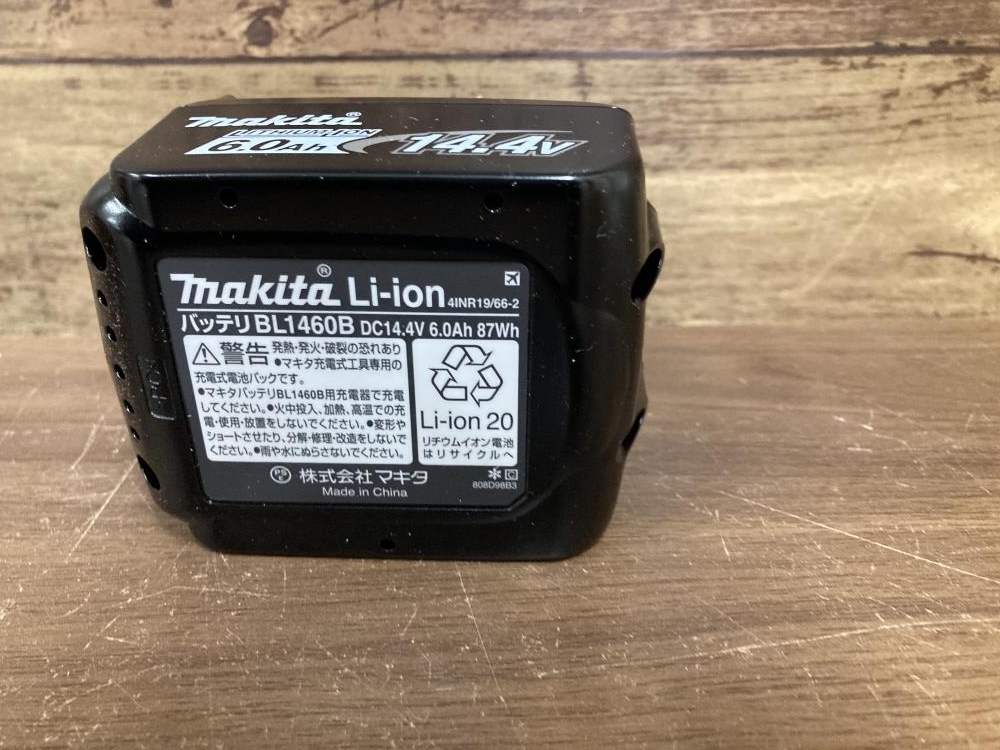 makita®
LITHIUM-ION
6.0Ah 14.4V
makita® Li-ion 4INR19/66-2
バッテリ BL1460B DC14.4V 6.0Ah 87Wh
警告 発熱・発火・破裂の恐れあり
●マキタ充電式工具専用の
充電式電池パックです。
●マキタバッテリBL1460B用充電器で充電
してください。●火中投入、加熱、高温での充
電・使用・放置をしないでください。●変形や
ショートさせたり、分解・修理・改造をしないで
ください。●雨や水にぬらさないでください。
Li-ion 20
リチウムイオン電池
はリサイクルへ
PS
E 株式会社マキタ
Made in China
✻ C
808D98B3